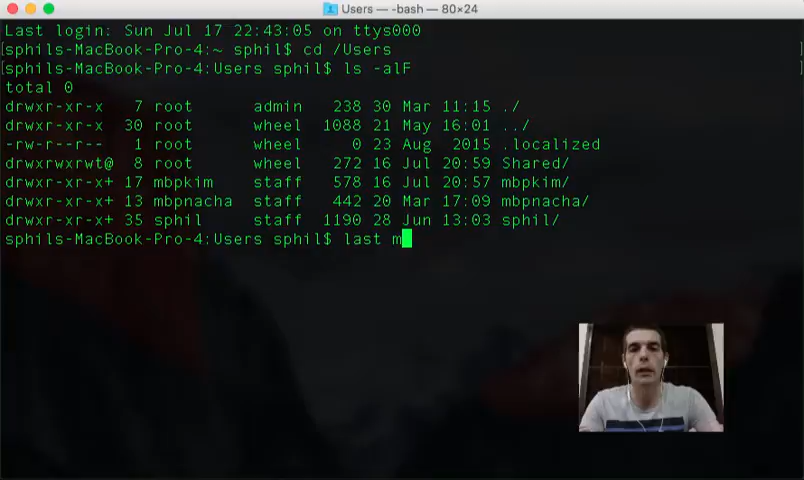 Users — -bash — 80×24
Last login: Sun Jul 17 22:43:05 on ttys000
[sphils-MacBook-Pro-4:~ sphil$ cd /Users
[sphils-MacBook-Pro-4:Users sphil$ ls -alF
total 0
drwxr-xr-x 7 root admin 238 30 Mar 11:15 ./
drwxr-xr-x 30 root wheel 1088 21 May 16:01 ../
-rw-r--r-- 1 root wheel 0 23 Aug 2015 .localized
drwxrwxrwt@ 8 root wheel 272 16 Jul 20:59 Shared/
drwxr-xr-x+ 17 mbpkim staff 578 16 Jul 20:57 mbpkim/
drwxr-xr-x+ 13 mbpnacha staff 442 20 Mar 17:09 mbpnacha/
drwxr-xr-x+ 35 sphil staff 1190 28 Jun 13:03 sphil/
sphils-MacBook-Pro-4:Users sphil$ last m